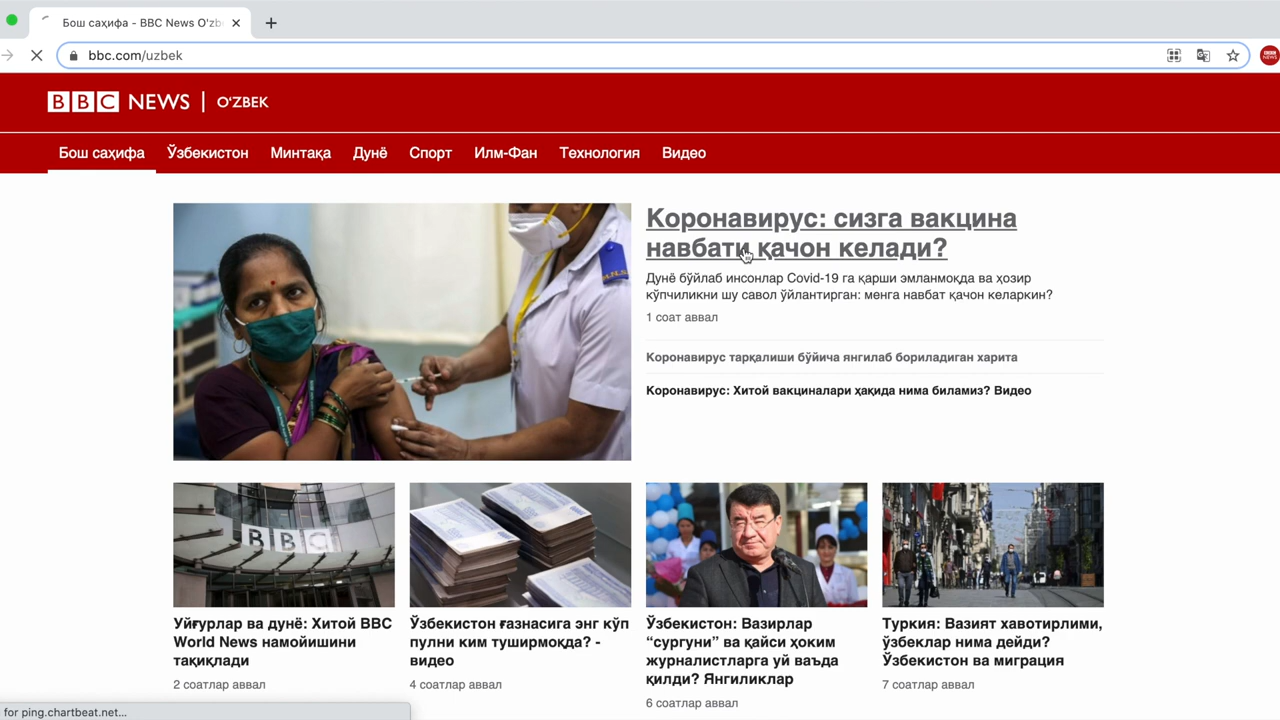 Бош саҳифа - BBC News O'zb
bbc.com/uzbek
BBC NEWS | O'ZBEK
Бош саҳифа Ўзбекистон Минтақа Дунё Спорт Илм-Фан Технология Видео
Коронавирус: сизга вакцина
навбати қачон келади?
Дунё бўйлаб инсонлар Covid-19 га қарши эмланмоқда ва ҳозир
кўпчиликни шу савол ўйлантирган: менга навбат қачон келаркин?
1 соат аввал
Коронавирус тарқалиши бўйича янгилаб бориладиган харита
Коронавирус: Хитой вакциналари ҳақида нима биламиз? Видео
BBC
Уйғурлар ва дунё: Хитой BBC
World News намойишини
тақиқлади
2 соатлар аввал
Ўзбекистон ғазнасига энг кўп
пулни ким туширмоқда? -
видео
4 соатлар аввал
Ўзбекистон: Вазирлар
“сургуни” ва қайси ҳоким
журналистларга уй ваъда
қилди? Янгиликлар
6 соатлар аввал
Туркия: Вазият хавотирлими,
ўзбеклар нима дейди?
Ўзбекистон ва миграция
7 соатлар аввал
for ping.chartbeat.net...